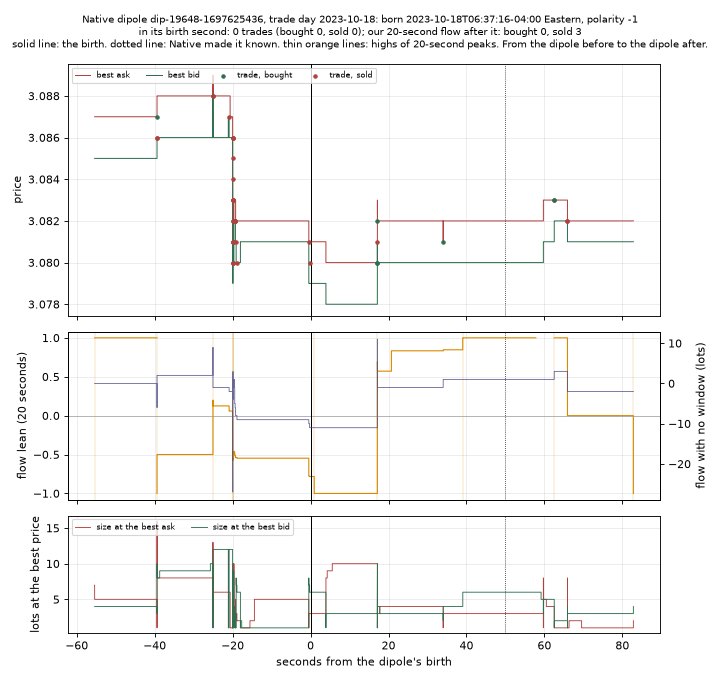 Native dipole dip-19648-1697625436, trade day 2023-10-18: born 2023-10-18T06:37:16-04:00 Eastern, polarity -1
in its birth second: 0 trades (bought 0, sold 0); our 20-second flow after it: bought 0, sold 3
solid line: the birth. dotted line: Native made it known. thin orange lines: highs of 20-second peaks. From the dipole before to the dipole after.
best ask best bid trade, bought trade, sold
3.088
3.086
3.084
3.082
3.080
3.078
price
1.0
0.5
0.0
−0.5
−1.0
flow lean (20 seconds)
10
0
−10
−20
flow with no window (lots)
size at the best ask size at the best bid
15
10
5
lots at the best price
−60 −40 −20 0 20 40 60 80
seconds from the dipole's birth